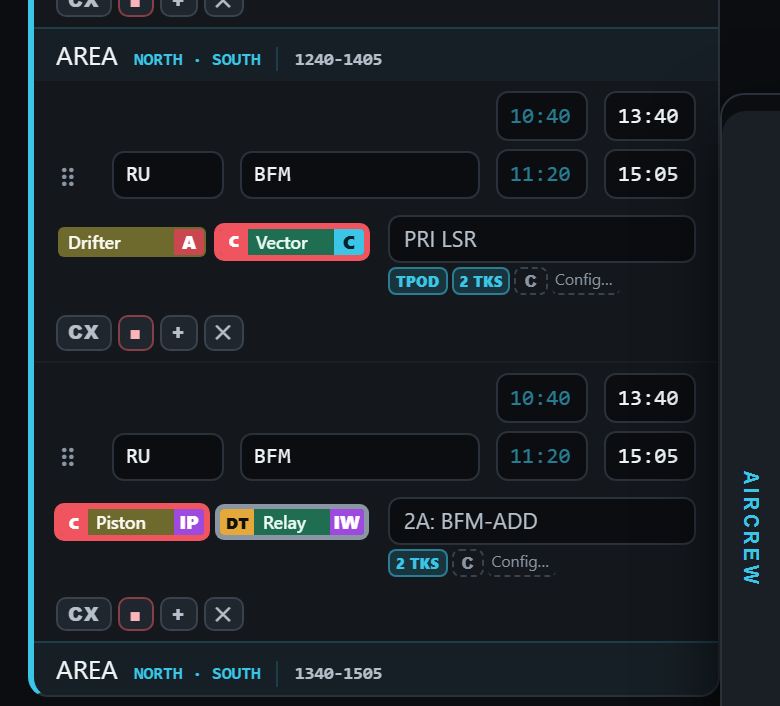 CX ■ + ✕
AREA NORTH · SOUTH 1240-1405
10:40 13:40
RU BFM 11:20 15:05
Drifter A C Vector C PRI LSR
TPOD 2 TKS C Config...
CX ■ + ✕
10:40 13:40
RU BFM 11:20 15:05
C Piston IP DT Relay IW 2A: BFM-ADD
2 TKS C Config...
CX ■ + ✕
AREA NORTH · SOUTH 1340-1505
AIRCREW